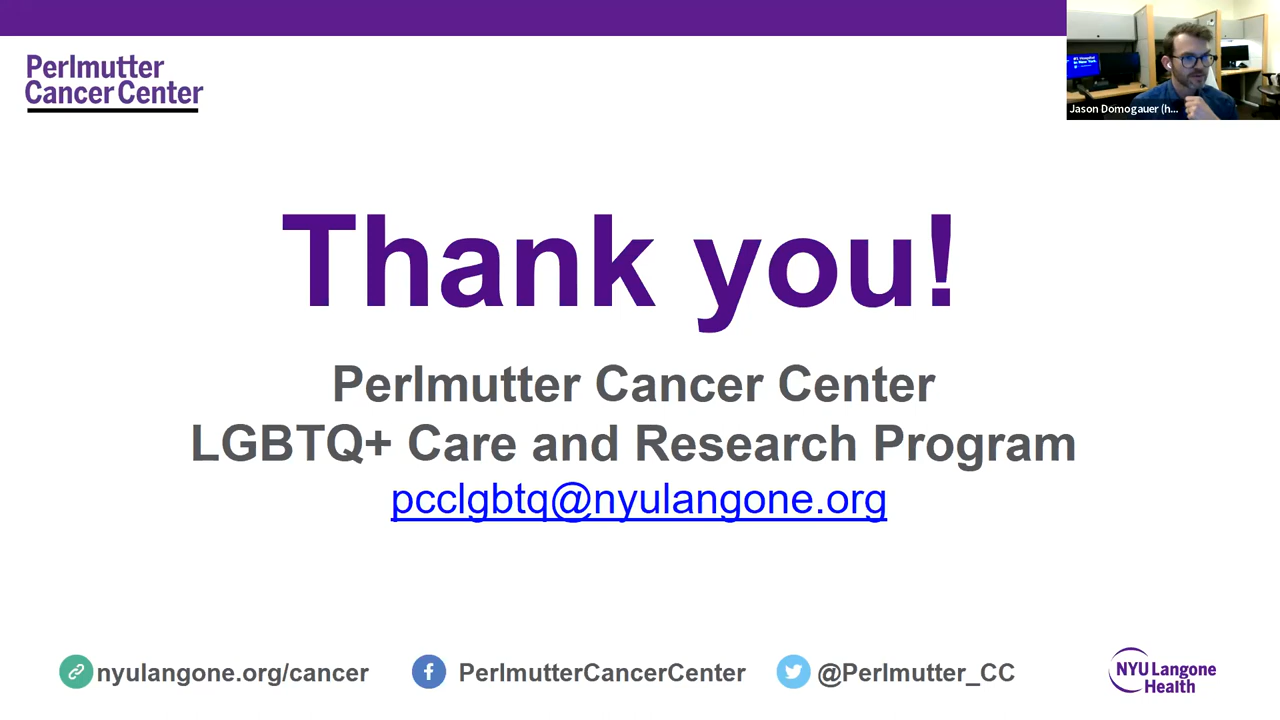 Perlmutter
Cancer Center
Jason Domogauer (h...
Thank you!
Perlmutter Cancer Center
LGBTQ+ Care and Research Program
pcclgbtq@nyulangone.org
nyulangone.org/cancer
PerlmutterCancerCenter
@Perlmutter_CC
NYU Langone
Health